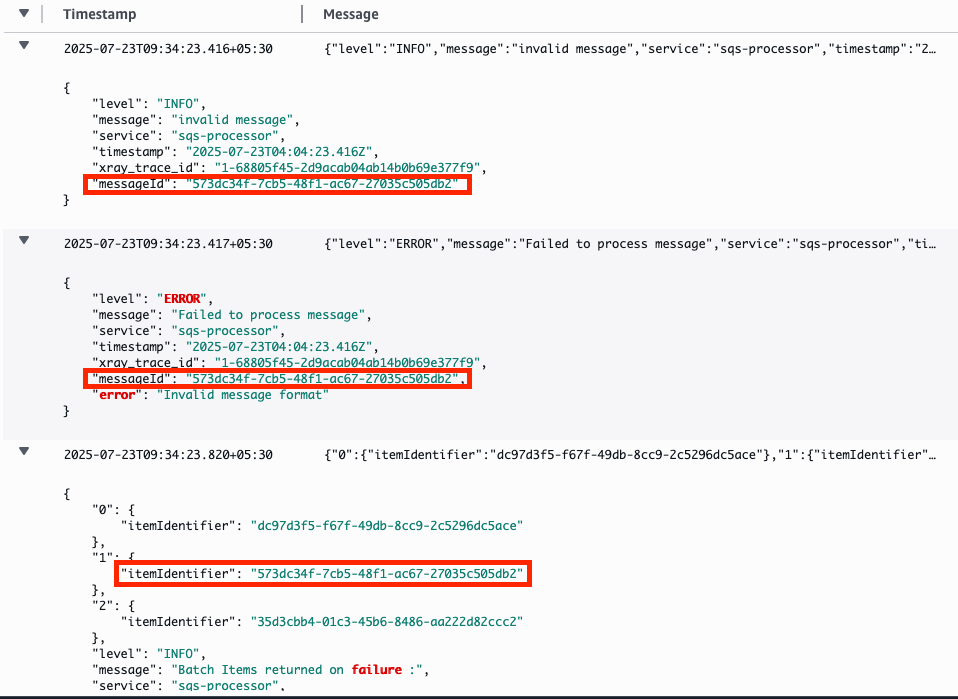 Timestamp Message
2025-07-23T09:34:23.416+05:30 {"level":"INFO","message":"invalid message","service":"sqs-processor","timestamp":"2…
{
"level": "INFO",
"message": "invalid message",
"service": "sqs-processor",
"timestamp": "2025-07-23T04:04:23.416Z",
"xray_trace_id": "1-68805f45-2d9acab04ab14b0b69e377f9",
"messageId": "573dc34f-7cb5-48f1-ac67-27035c505db2"
}
2025-07-23T09:34:23.417+05:30 {"level":"ERROR","message":"Failed to process message","service":"sqs-processor","ti…
{
"level": "ERROR",
"message": "Failed to process message",
"service": "sqs-processor",
"timestamp": "2025-07-23T04:04:23.416Z",
"xray_trace_id": "1-68805f45-2d9acab04ab14b0b69e377f9",
"messageId": "573dc34f-7cb5-48f1-ac67-27035c505db2",
"error": "Invalid message format"
}
2025-07-23T09:34:23.820+05:30 {"0":{"itemIdentifier":"dc97d3f5-f67f-49db-8cc9-2c5296dc5ace"},"1":{"itemIdentifier"…
{
"0": {
"itemIdentifier": "dc97d3f5-f67f-49db-8cc9-2c5296dc5ace"
},
"1": {
"itemIdentifier": "573dc34f-7cb5-48f1-ac67-27035c505db2"
},
"2": {
"itemIdentifier": "35d3cbb4-01c3-45b6-8486-aa222d82ccc2"
},
"level": "INFO",
"message": "Batch Items returned on failure :",
"service": "sqs-processor",